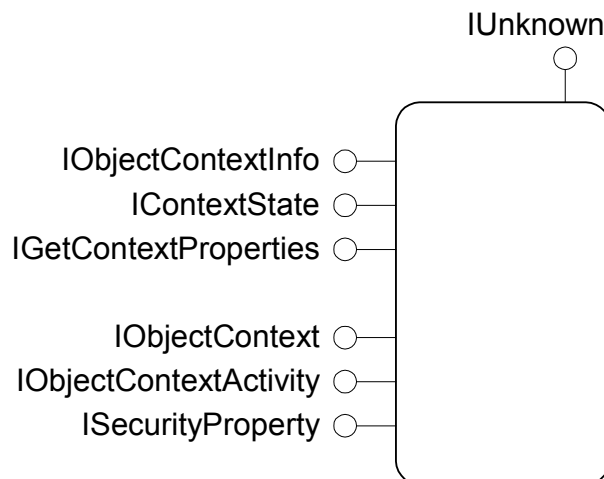 IUnknown
IObjectContextInfo
IContextState
IGetContextProperties
IObjectContext
IObjectContextActivity
ISecurityProperty